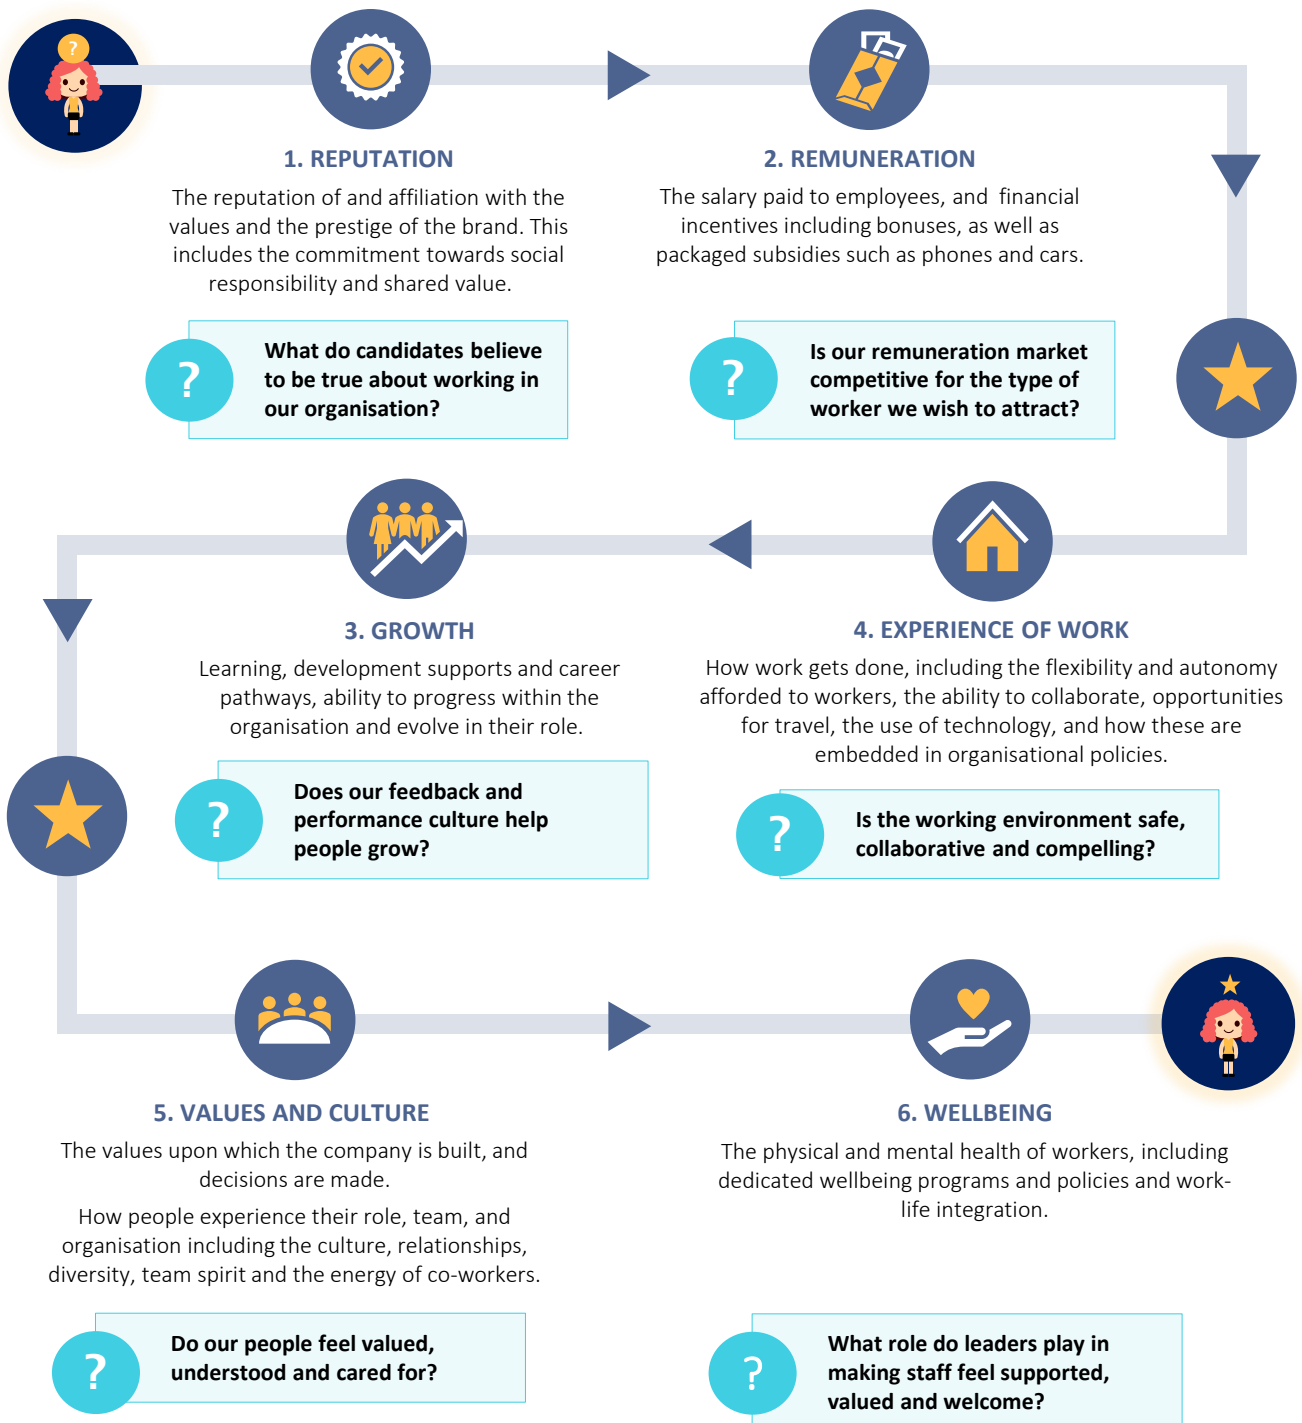 ?
1. REPUTATION
The reputation of and affiliation with the
values and the prestige of the brand. This
includes the commitment towards social
responsibility and shared value.
?
What do candidates believe
to be true about working in
our organisation?
2. REMUNERATION
The salary paid to employees, and financial
incentives including bonuses, as well as
packaged subsidies such as phones and cars.
?
Is our remuneration market
competitive for the type of
worker we wish to attract?
3. GROWTH
Learning, development supports and career
pathways, ability to progress within the
organisation and evolve in their role.
?
Does our feedback and
performance culture help
people grow?
4. EXPERIENCE OF WORK
How work gets done, including the flexibility and autonomy
afforded to workers, the ability to collaborate, opportunities
for travel, the use of technology, and how these are
embedded in organisational policies.
?
Is the working environment safe,
collaborative and compelling?
5. VALUES AND CULTURE
The values upon which the company is built, and
decisions are made.
How people experience their role, team, and
organisation including the culture, relationships,
diversity, team spirit and the energy of co-workers.
?
Do our people feel valued,
understood and cared for?
6. WELLBEING
The physical and mental health of workers, including
dedicated wellbeing programs and policies and work-
life integration.
?
What role do leaders play in
making staff feel supported,
valued and welcome?